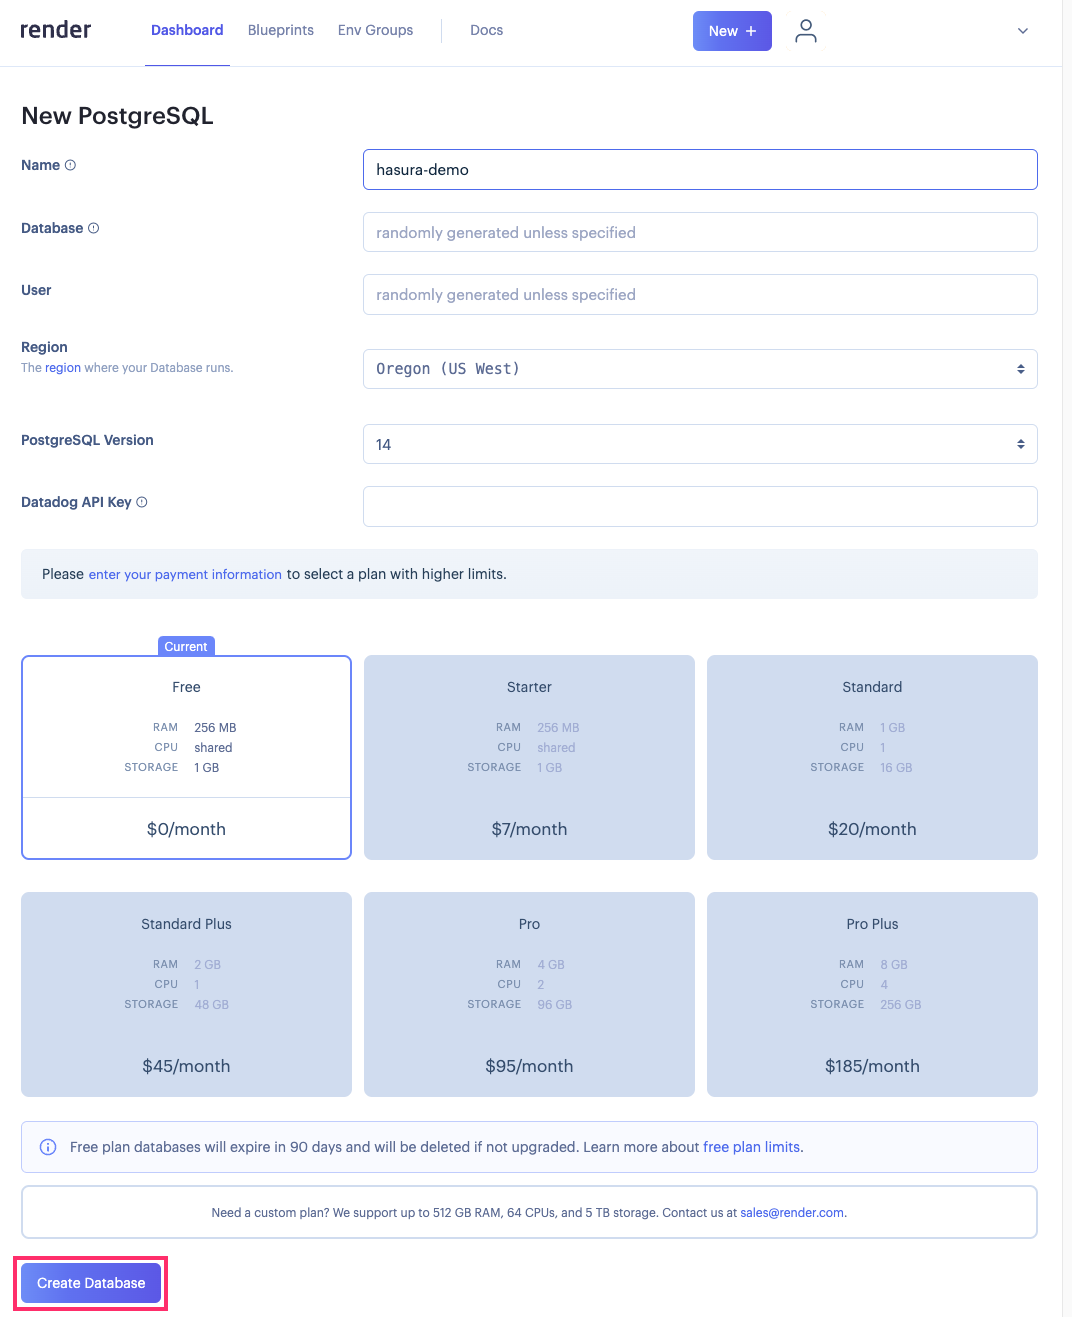 render
Dashboard
Blueprints
Env Groups
Docs
New +
New PostgreSQL
Name
hasura-demo
Database
randomly generated unless specified
User
randomly generated unless specified
Region
The region where your Database runs.
Oregon (US West)
PostgreSQL Version
14
Datadog API Key
Please enter your payment information to select a plan with higher limits.
Current
Free
RAM 256 MB
CPU shared
STORAGE 1 GB
$0/month
Starter
RAM 256 MB
CPU shared
STORAGE 1 GB
$7/month
Standard
RAM 1 GB
CPU 1
STORAGE 16 GB
$20/month
Standard Plus
RAM 2 GB
CPU 1
STORAGE 48 GB
$45/month
Pro
RAM 4 GB
CPU 2
STORAGE 96 GB
$95/month
Pro Plus
RAM 8 GB
CPU 4
STORAGE 256 GB
$185/month
Free plan databases will expire in 90 days and will be deleted if not upgraded. Learn more about free plan limits.
Need a custom plan? We support up to 512 GB RAM, 64 CPUs, and 5 TB storage. Contact us at sales@render.com.
Create Database